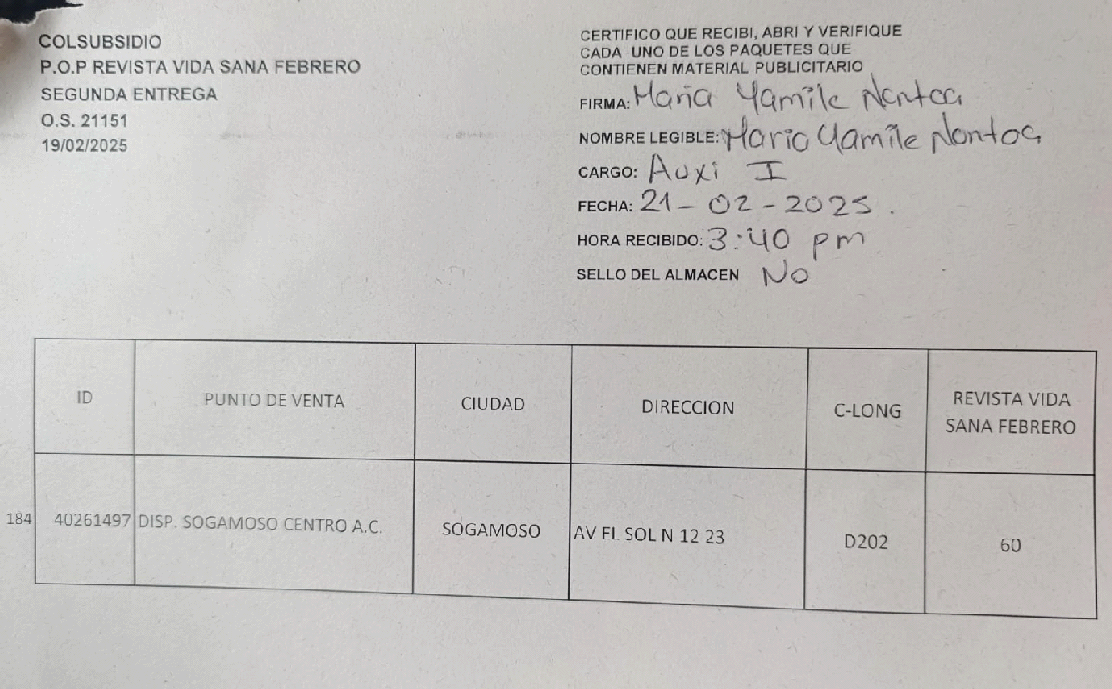 COLSUBSIDIO
P.O.P REVISTA VIDA SANA FEBRERO
SEGUNDA ENTREGA
O.S. 21151
19/02/2025
CERTIFICO QUE RECIBI, ABRI Y VERIFIQUE
CADA UNO DE LOS PAQUETES QUE
CONTIENEN MATERIAL PUBLICITARIO
FIRMA: Maria Yamile Nontoa
NOMBRE LEGIBLE: Maria Yamile Nontoa
CARGO: Auxi I
FECHA: 21-02-2025.
HORA RECIBIDO: 3:40 pm
SELLO DEL ALMACEN No
ID PUNTO DE VENTA CIUDAD DIRECCION C-LONG REVISTA VIDA
SANA FEBRERO
184 40261497 DISP. SOGAMOSO CENTRO A.C. SOGAMOSO AV EL SOL N 12 23 D202 60